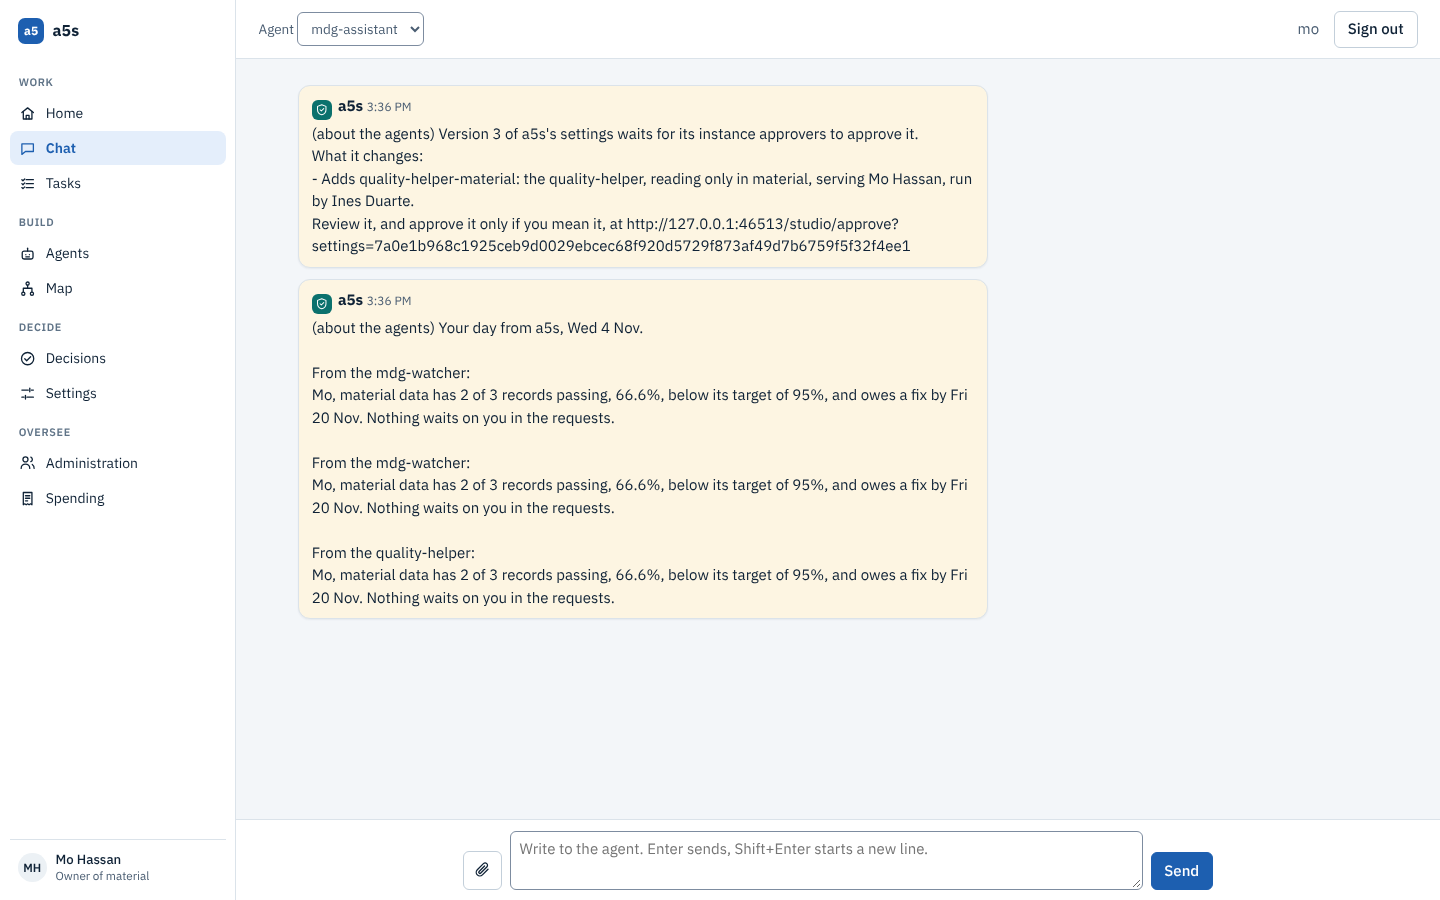 a5 a5s
Agent mdg-assistant
mo
Sign out
WORK
Home
Chat
Tasks
BUILD
Agents
Map
DECIDE
Decisions
Settings
OVERSEE
Administration
Spending
a5s 3:36 PM
(about the agents) Version 3 of a5s's settings waits for its instance approvers to approve it.
What it changes:
- Adds quality-helper-material: the quality-helper, reading only in material, serving Mo Hassan, run
by Ines Duarte.
Review it, and approve it only if you mean it, at http://127.0.0.1:46513/studio/approve?
settings=7a0e1b968c1925ceb9d0029ebcec68f920d5729f873af49d7b6759f5f32f4ee1
a5s 3:36 PM
(about the agents) Your day from a5s, Wed 4 Nov.
From the mdg-watcher:
Mo, material data has 2 of 3 records passing, 66.6%, below its target of 95%, and owes a fix by Fri
20 Nov. Nothing waits on you in the requests.
From the mdg-watcher:
Mo, material data has 2 of 3 records passing, 66.6%, below its target of 95%, and owes a fix by Fri
20 Nov. Nothing waits on you in the requests.
From the quality-helper:
Mo, material data has 2 of 3 records passing, 66.6%, below its target of 95%, and owes a fix by Fri
20 Nov. Nothing waits on you in the requests.
Write to the agent. Enter sends, Shift+Enter starts a new line.
Send
MH
Mo Hassan
Owner of material